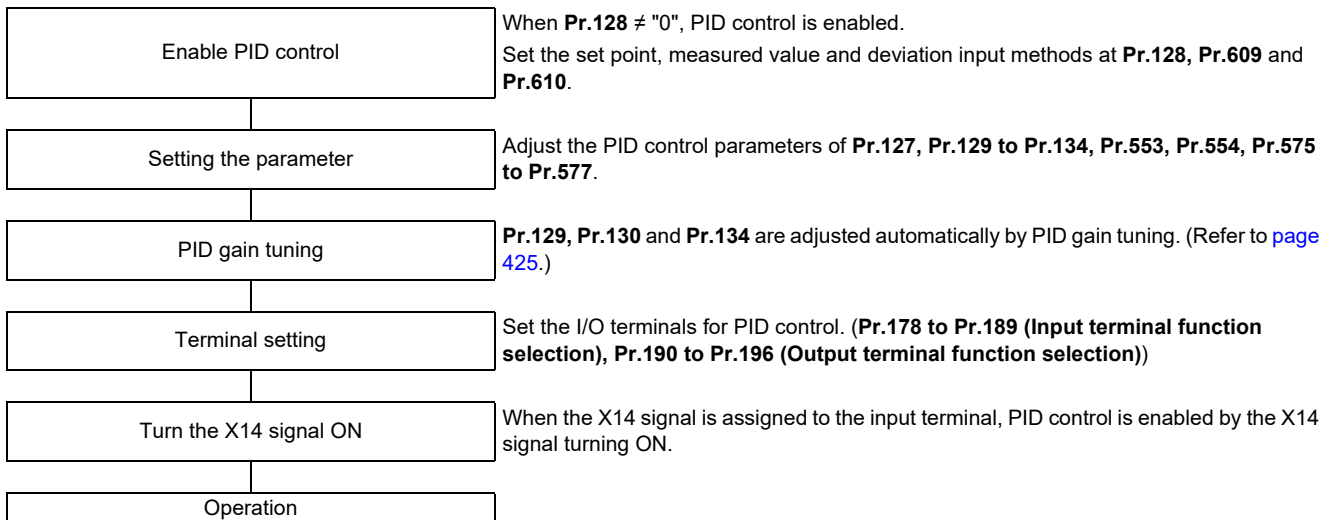 Enable PID control
When Pr.128 ≠ "0", PID control is enabled.
Set the set point, measured value and deviation input methods at Pr.128, Pr.609 and
Pr.610.
Setting the parameter
Adjust the PID control parameters of Pr.127, Pr.129 to Pr.134, Pr.553, Pr.554, Pr.575
to Pr.577.
PID gain tuning
Pr.129, Pr.130 and Pr.134 are adjusted automatically by PID gain tuning. (Refer to page
425.)
Terminal setting
Set the I/O terminals for PID control. (Pr.178 to Pr.189 (Input terminal function
selection), Pr.190 to Pr.196 (Output terminal function selection))
Turn the X14 signal ON
When the X14 signal is assigned to the input terminal, PID control is enabled by the X14
signal turning ON.
Operation